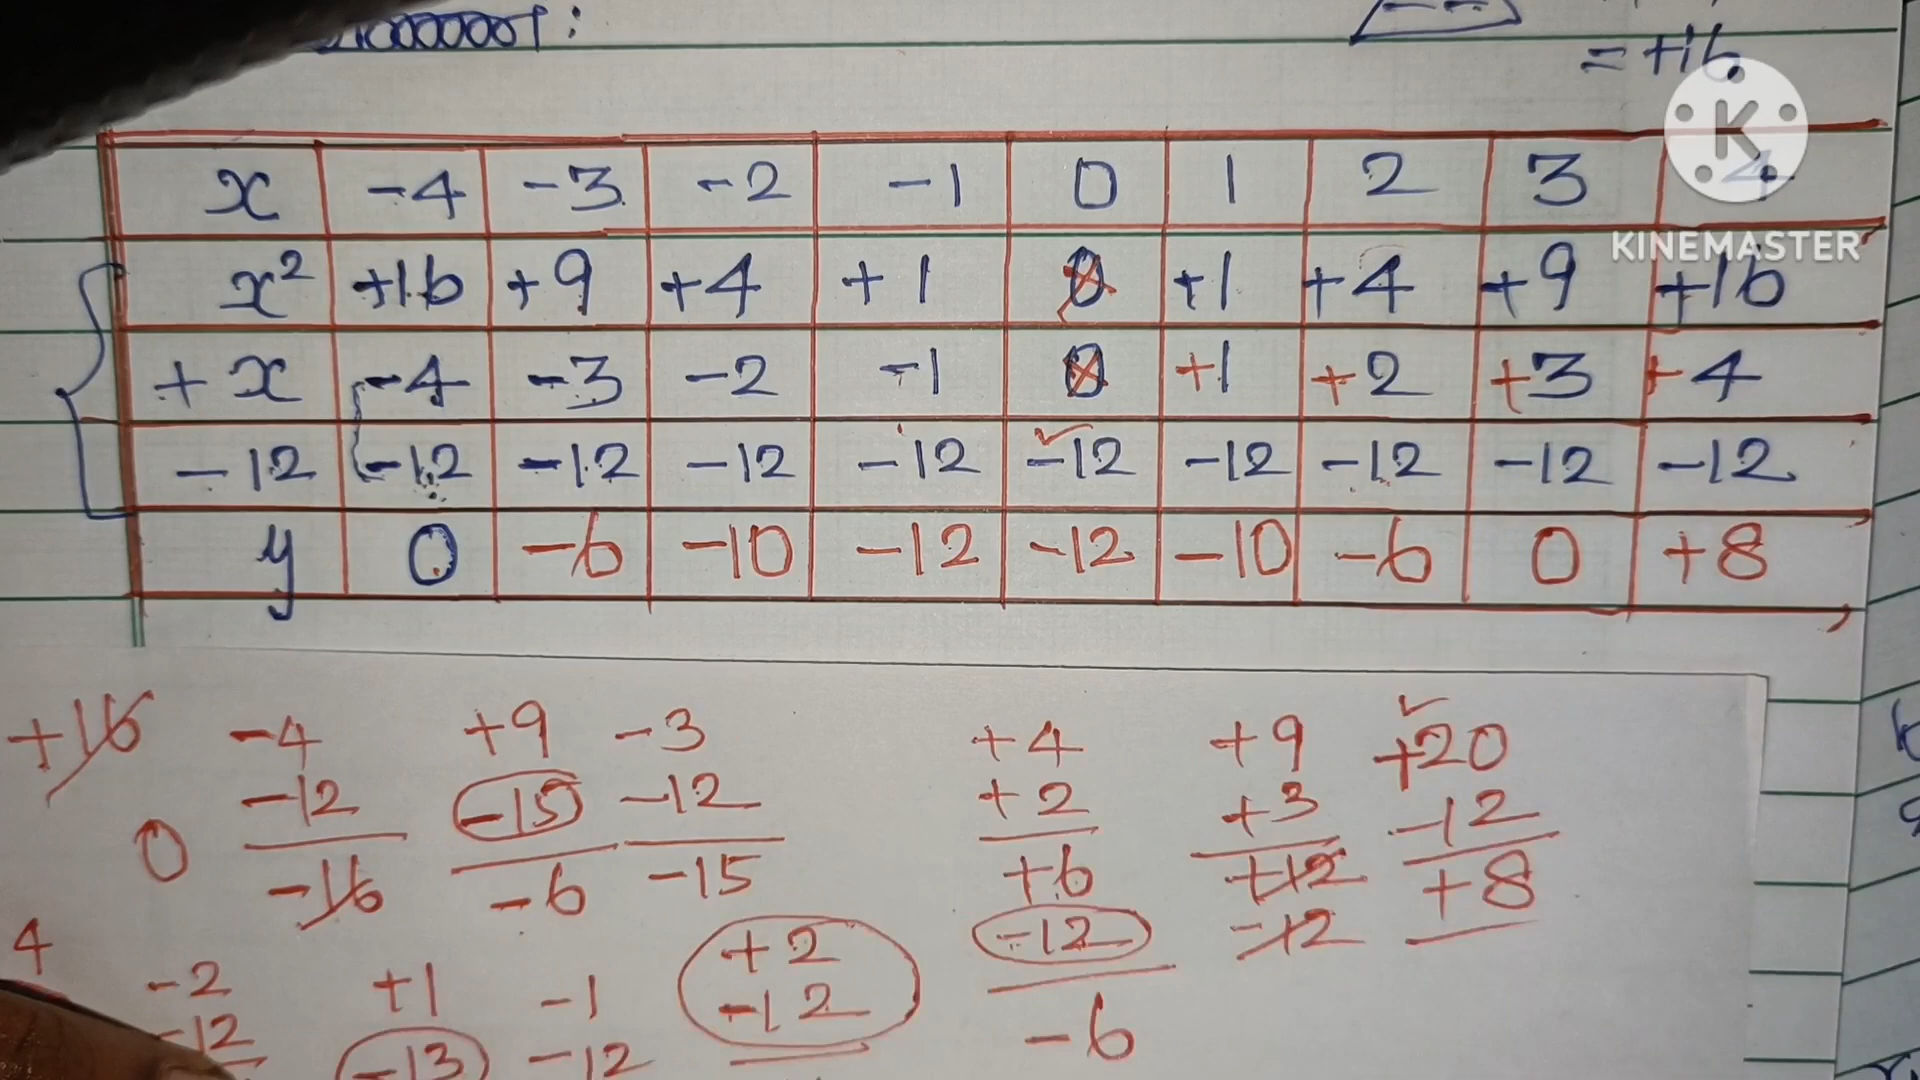 = +16
K
KINEMASTER
x -4 -3 -2 -1 0 1 2 3 4
x² +16 +9 +4 +1 0 +1 +4 +9 +16
+ x -4 -3 -2 -1 0 +1 +2 +3 +4
-12 -12 -12 -12 -12 -12 -12 -12 -12 -12
y 0 -6 -10 -12 -12 -10 -6 0 +8
+16 -4 +9 -3 +4 +9 +20
-12 -15 -12 +2 +3 -12
0 -16 -6 -15 +6 +12 +8
4 +2 -12 -12
-2 +1 -1 -12
-12 -13 -12 -6